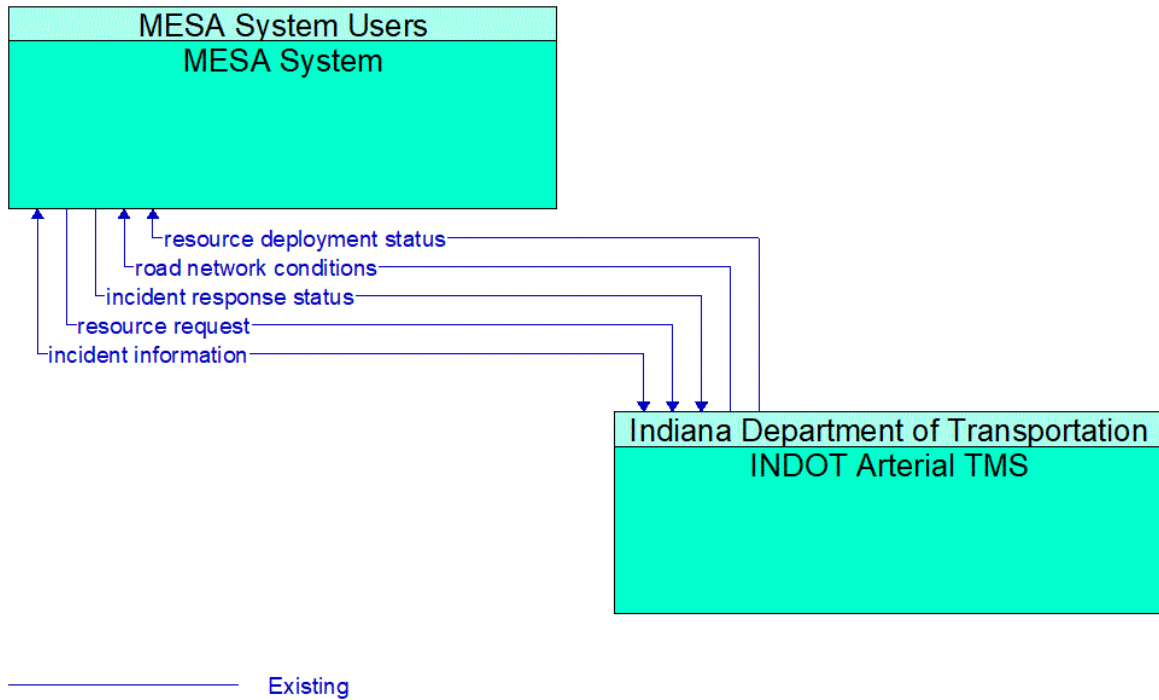 MESA System Users
MESA System
resource deployment status
road network conditions
incident response status
resource request
incident information
Indiana Department of Transportation
INDOT Arterial TMS
Existing